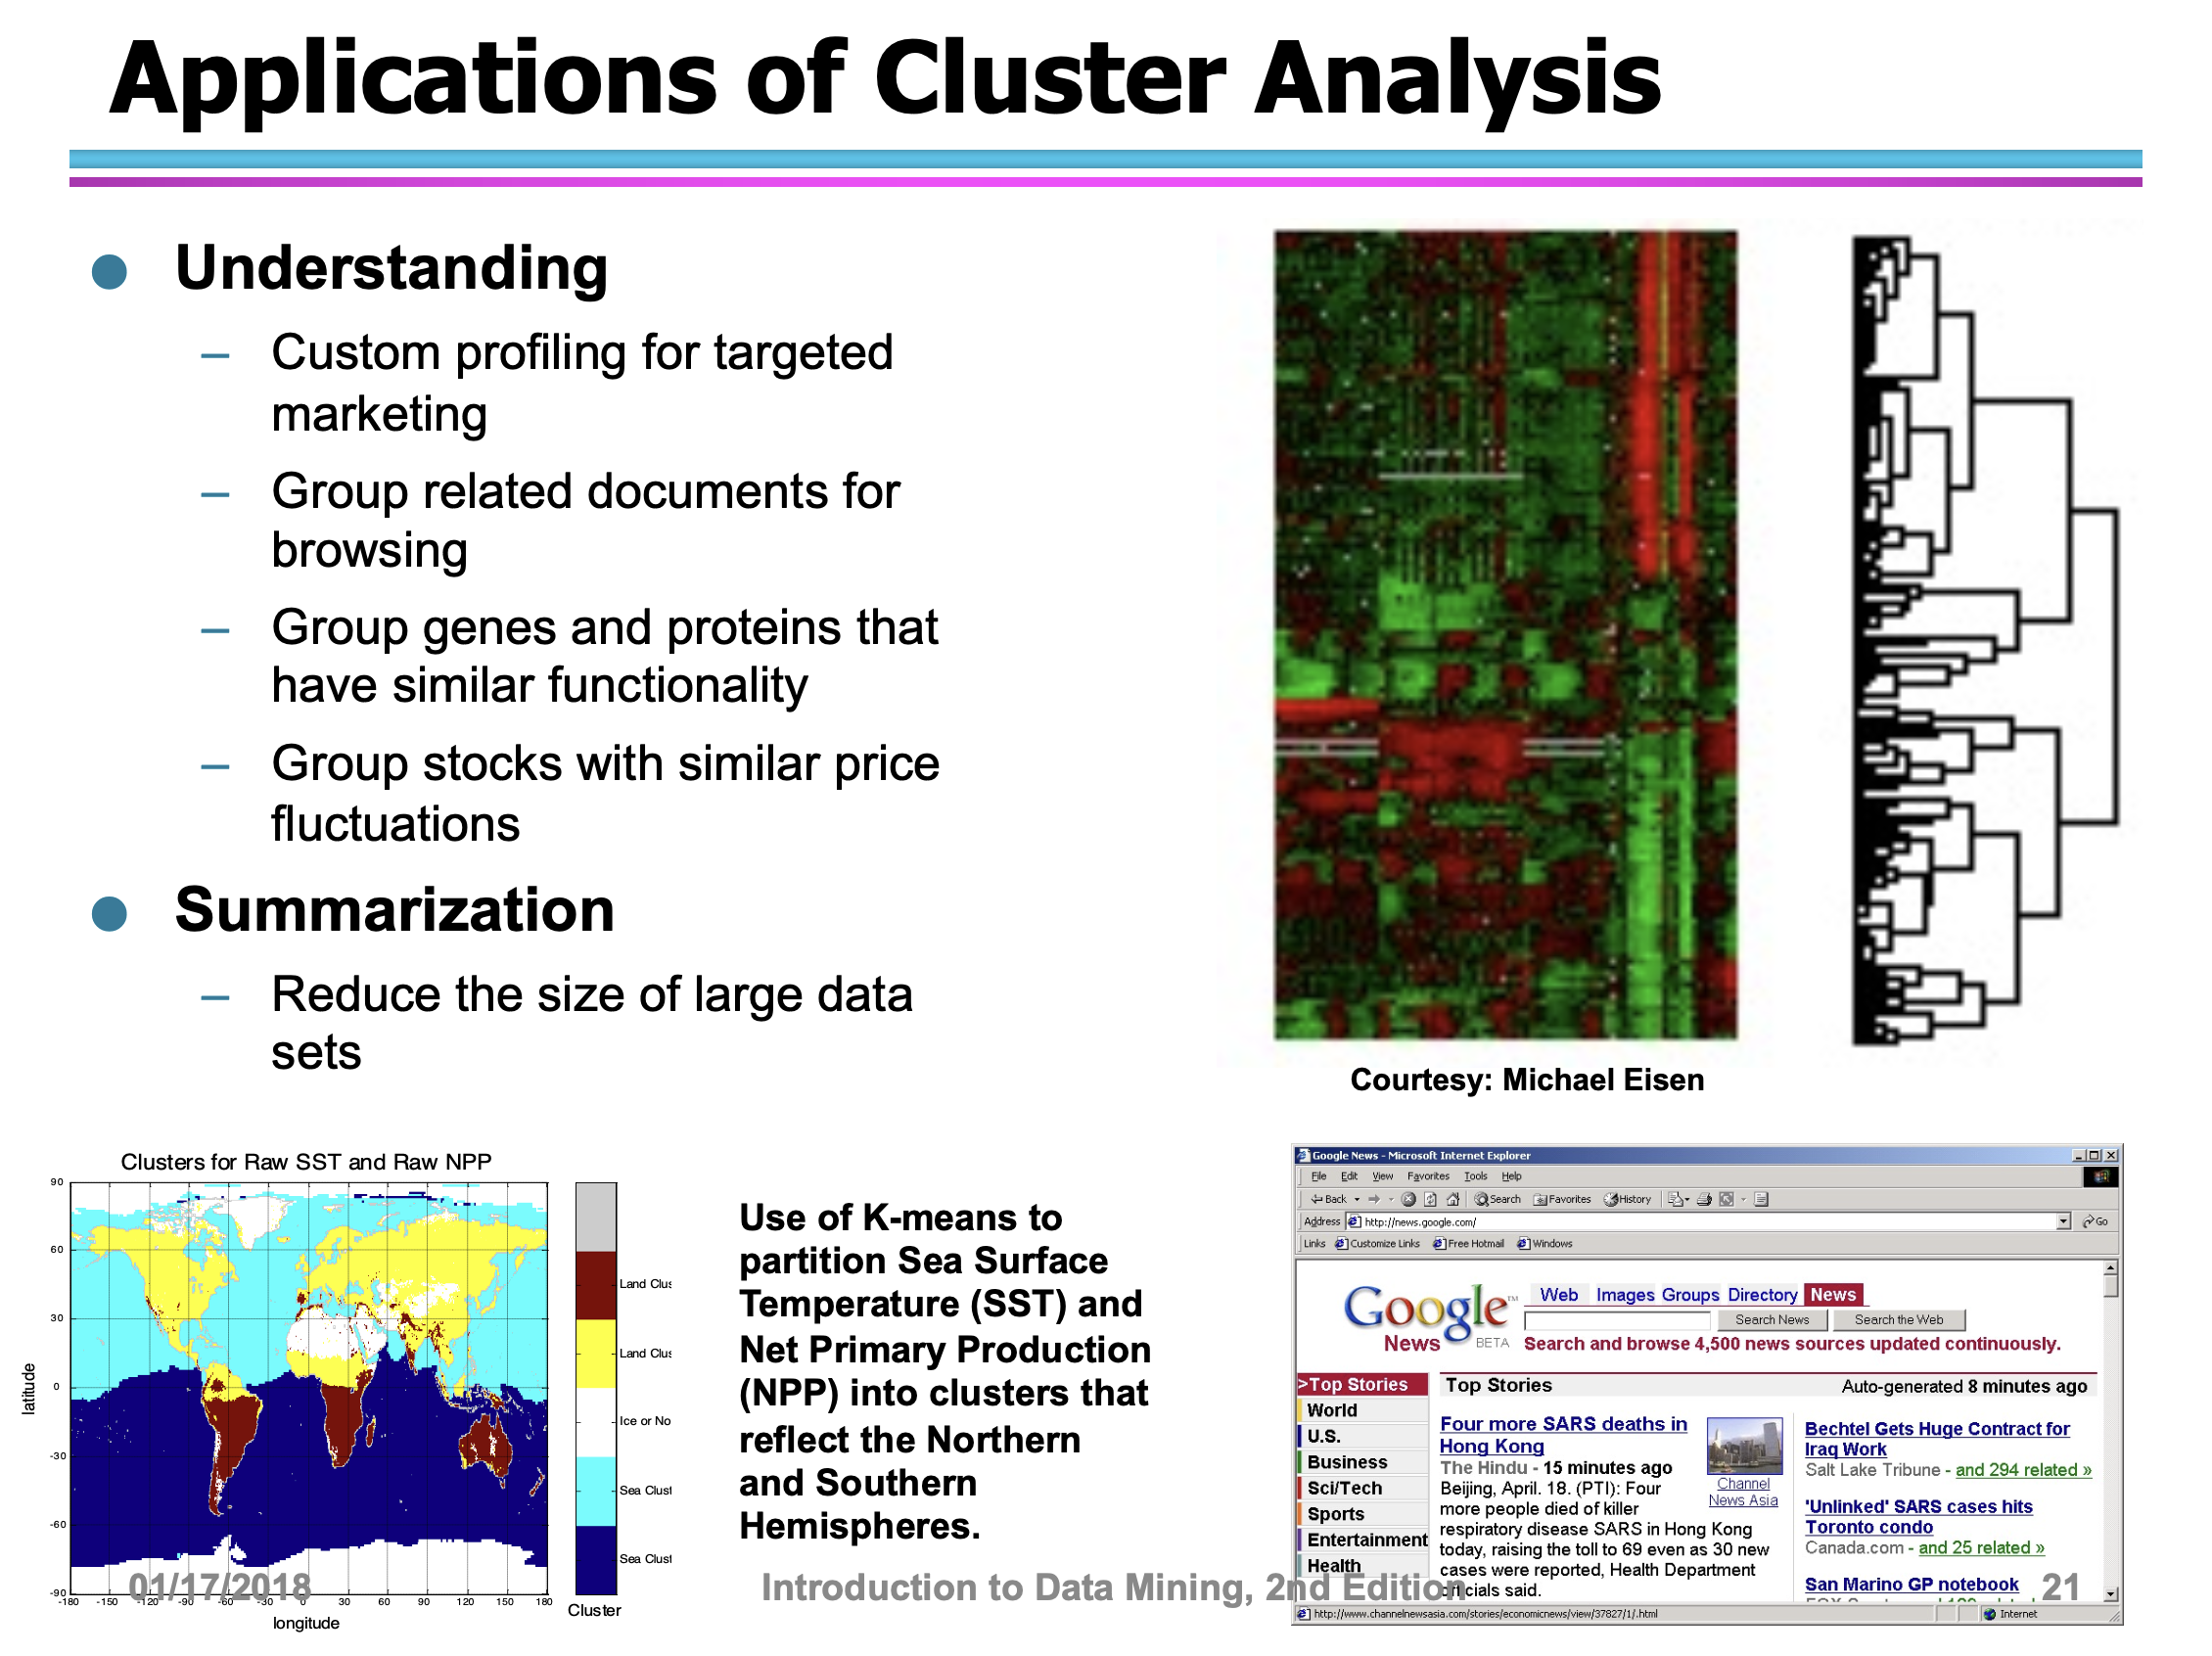 Applications of Cluster Analysis
Understanding
– Custom profiling for targeted
marketing
– Group related documents for
browsing
– Group genes and proteins that
have similar functionality
– Group stocks with similar price
fluctuations
Summarization
– Reduce the size of large data
sets
Courtesy: Michael Eisen
Clusters for Raw SST and Raw NPP
latitude
90
60
30
0
-30
-60
-90
-180 -150 -120 -90 -60 -30 0 30 60 90 120 150 180
longitude
Land Clus
Land Clus
Ice or No
Sea Clust
Sea Clust
Cluster
Use of K-means to
partition Sea Surface
Temperature (SST) and
Net Primary Production
(NPP) into clusters that
reflect the Northern
and Southern
Hemispheres.
Google News - Microsoft Internet Explorer
File Edit View Favorites Tools Help
Back Search Favorites History
Address http://news.google.com/ Go
Links Customize Links Free Hotmail Windows
Google™
News BETA
Web Images Groups Directory News
Search News Search the Web
Search and browse 4,500 news sources updated continuously.
>Top Stories
World
U.S.
Business
Sci/Tech
Sports
Entertainment
Health
Top Stories
Auto-generated 8 minutes ago
Four more SARS deaths in
Hong Kong
The Hindu - 15 minutes ago
Beijing, April. 18. (PTI): Four
more people died of killer
respiratory disease SARS in Hong Kong
today, raising the toll to 69 even as 30 new
cases were reported, Health Department
officials said.
Channel
News Asia
Bechtel Gets Huge Contract for
Iraq Work
Salt Lake Tribune - and 294 related »
'Unlinked' SARS cases hits
Toronto condo
Canada.com - and 25 related »
San Marino GP notebook
http://www.channelnewsasia.com/stories/economicnews/view/37827/1/.html
Internet
01/17/2018
Introduction to Data Mining, 2nd Edition
21